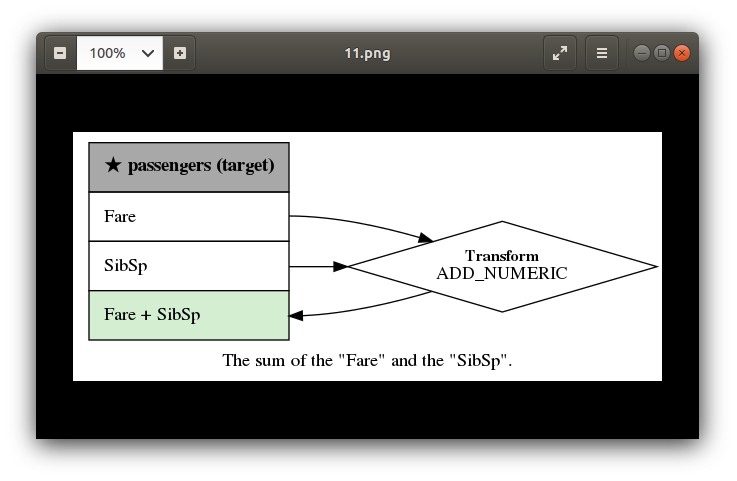 100%
11.png
★ passengers (target)
Fare
SibSp
Fare + SibSp
Transform
ADD_NUMERIC
The sum of the "Fare" and the "SibSp".